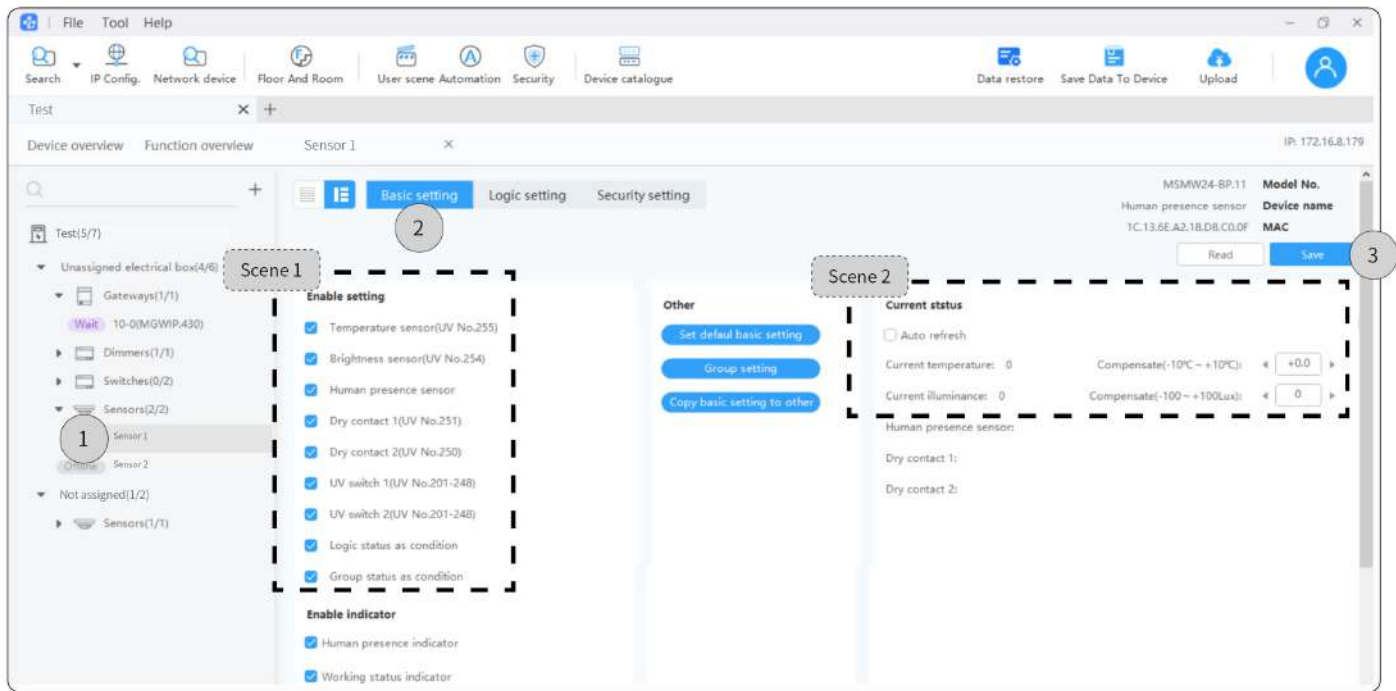 File Tool Help
Search IP Config. Network device Floor And Room User scene Automation Security Device catalogue Data restore Save Data To Device Upload
Test
Device overview Function overview Sensor 1 IP: 172.16.8.179
Basic setting Logic setting Security setting
MSMW24-BP.11 Model No.
Human presence sensor Device name
1C.13.6E.A2.18.D8.C0.0F MAC
Read Save
2
3
Test(5/7)
Unassigned electrical box(4/6)
Gateways(1/1)
Wait 10-0(MGWIP.430)
Dimmers(1/1)
Switches(0/2)
Sensors(2/2)
1
Sensor 1
Offline Sensor 2
Not assigned(1/2)
Sensors(1/1)
Scene 1
Enable setting
Temperature sensor(UV No.255)
Brightness sensor(UV No.254)
Human presence sensor
Dry contact 1(UV No.251)
Dry contact 2(UV No.250)
UV switch 1(UV No.201-248)
UV switch 2(UV No.201-248)
Logic status as condition
Group status as condition
Enable indicator
Human presence indicator
Working status indicator
Other
Set defaul basic setting
Group setting
Copy basic setting to other
Scene 2
Current ststus
Auto refresh
Current temperature: 0 Compensate(-10℃ ~ +10℃): +0.0
Current illuminance: 0 Compensate(-100 ~ +100Lux): 0
Human presence sensor:
Dry contact 1:
Dry contact 2: